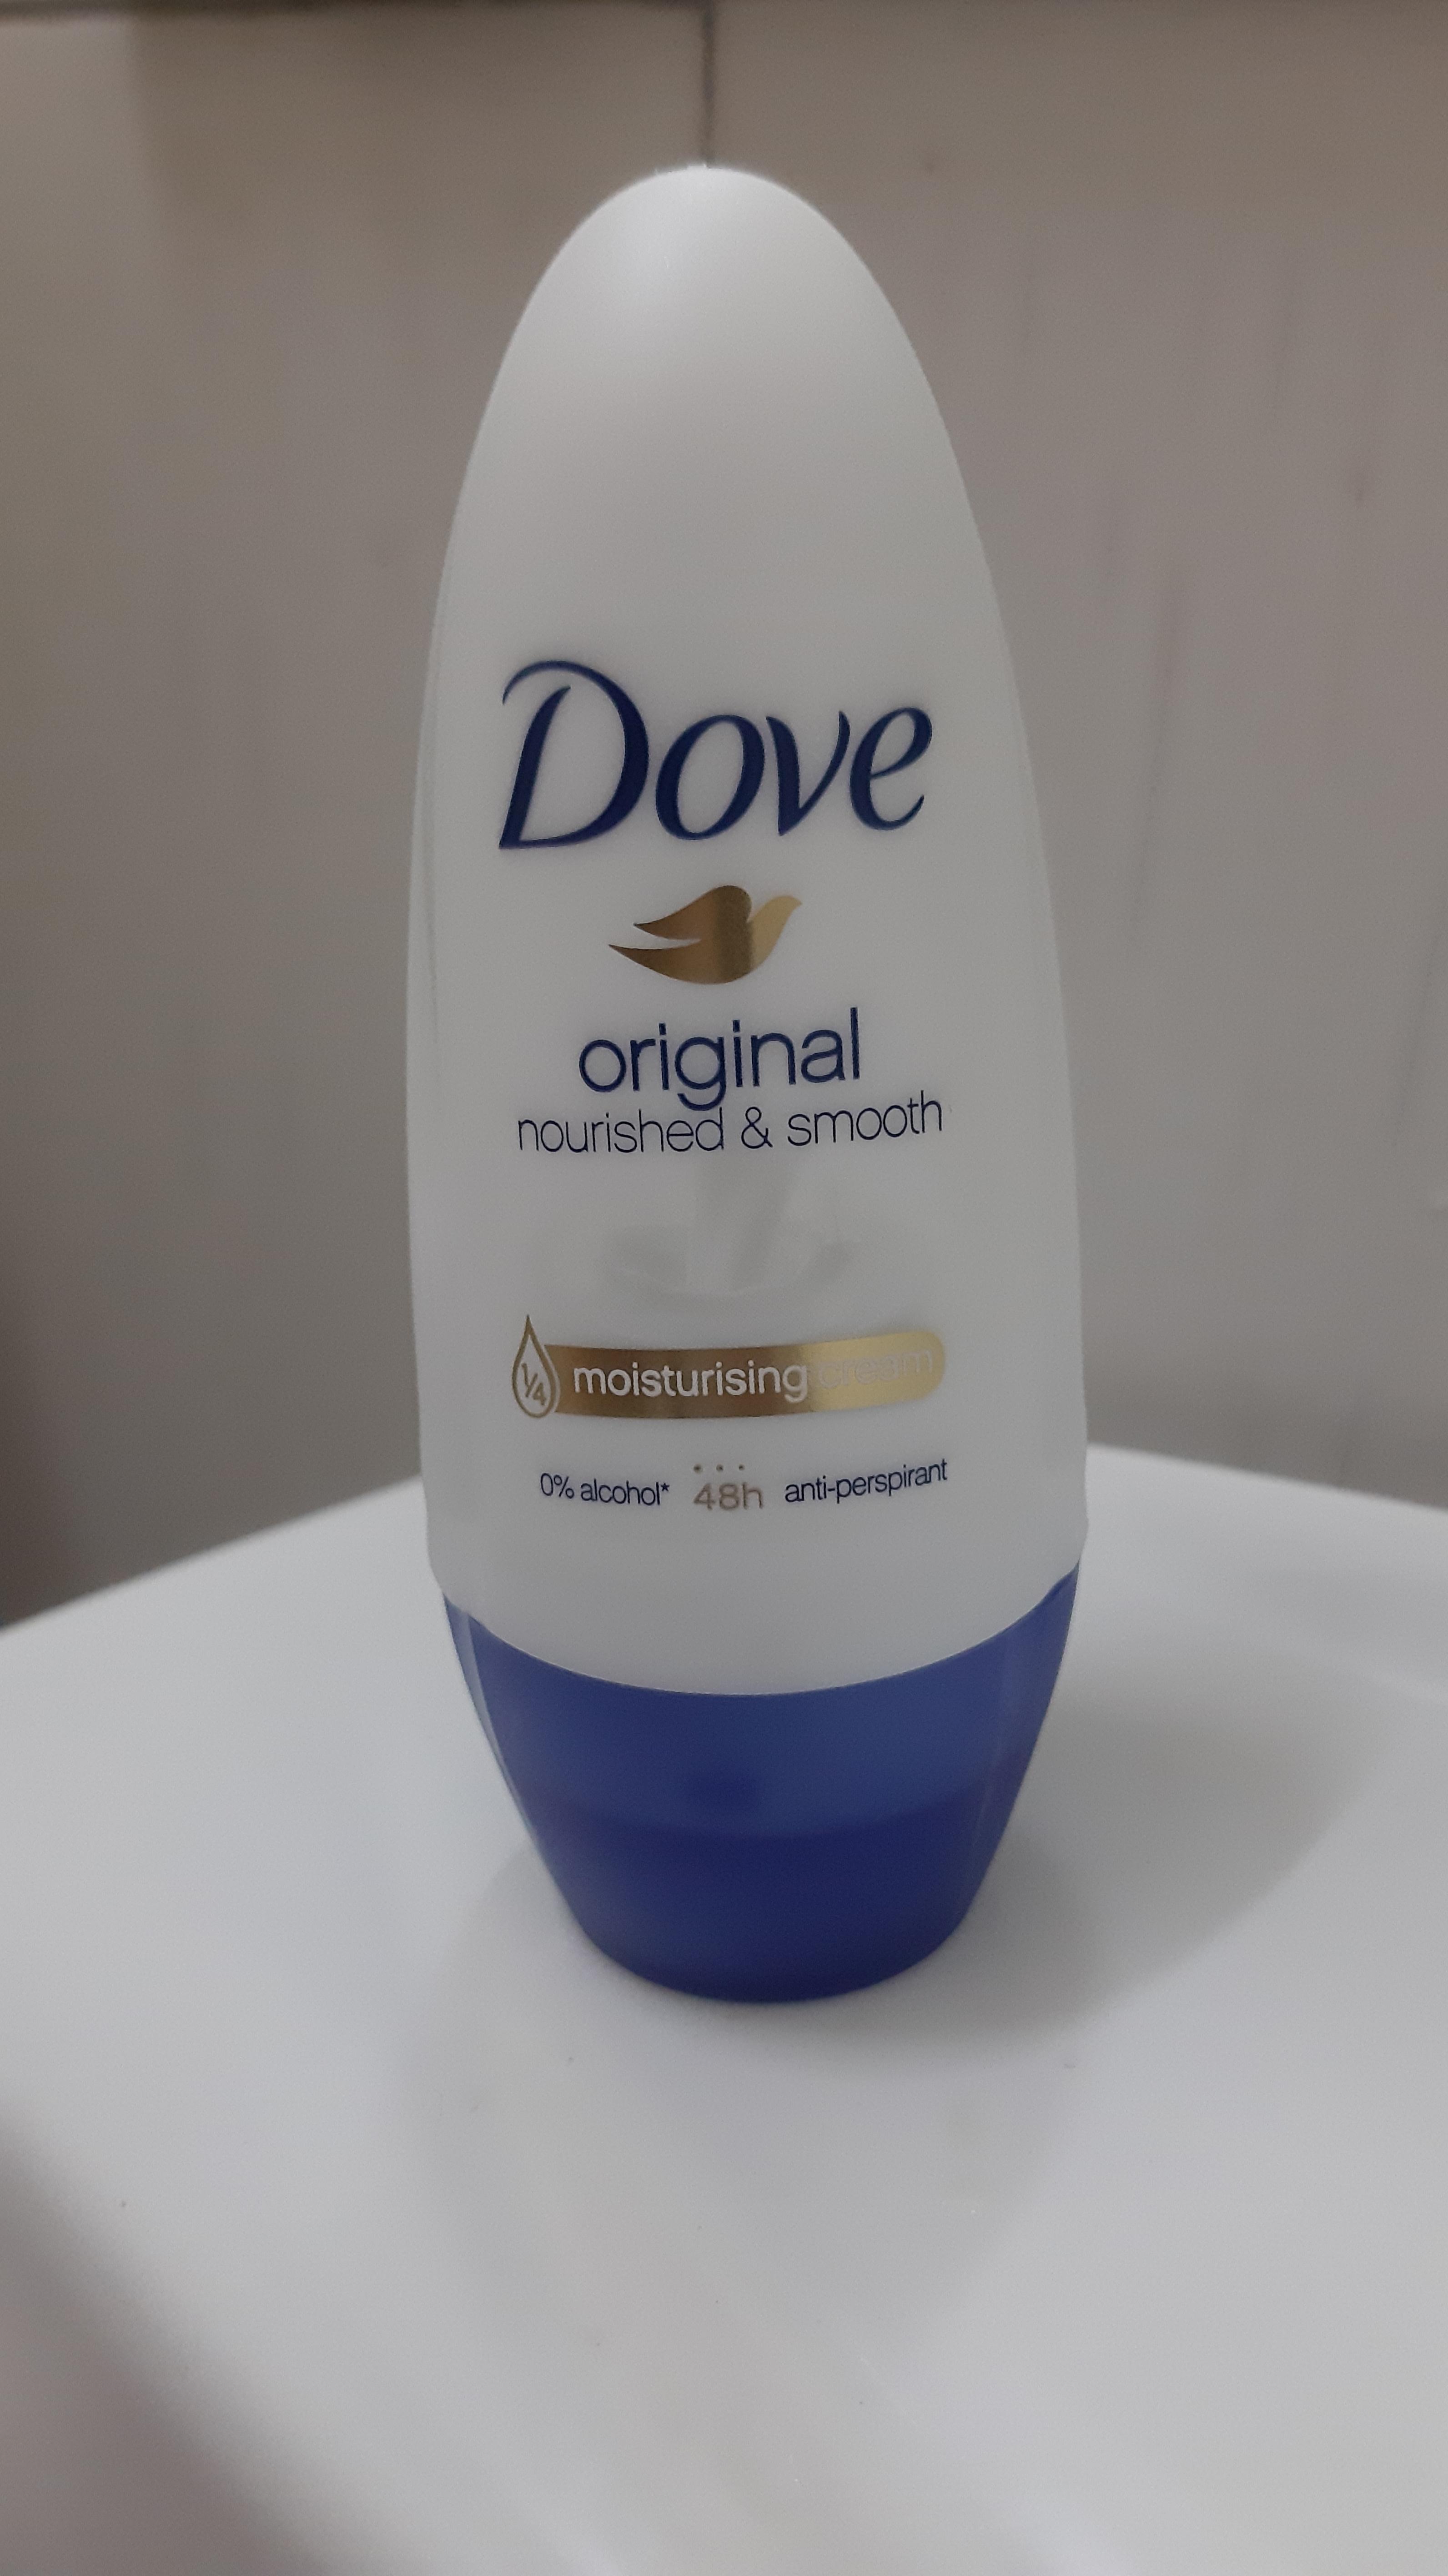 Dove
original
nourished & smooth
1/4 moisturising cream
0% alcohol* 48h anti-perspirant